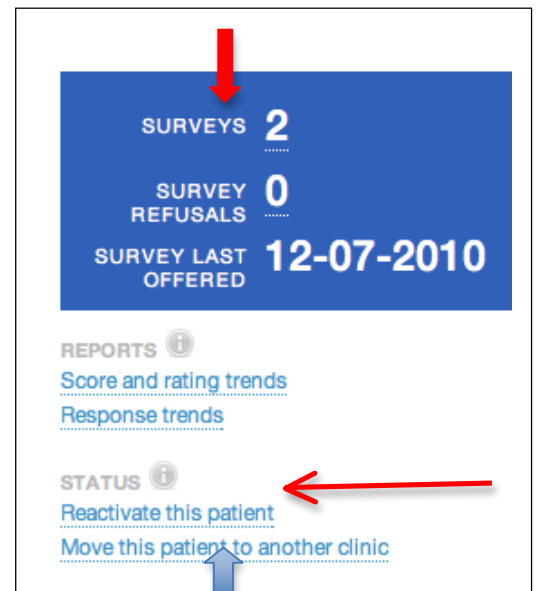 SURVEYS 2
SURVEY REFUSALS 0
SURVEY LAST OFFERED 12-07-2010
REPORTS
Score and rating trends
Response trends
STATUS
Reactivate this patient
Move this patient to another clinic